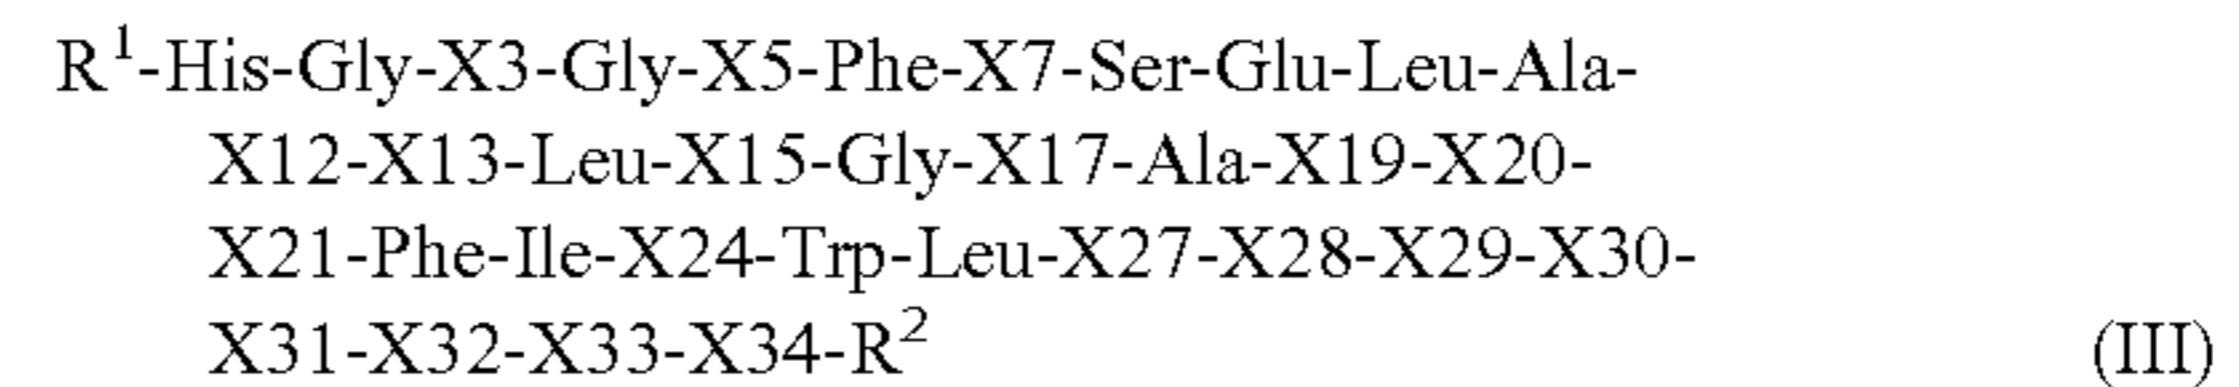 R¹-His-Gly-X3-Gly-X5-Phe-X7-Ser-Glu-Leu-Ala-
X12-X13-Leu-X15-Gly-X17-Ala-X19-X20-
X21-Phe-Ile-X24-Trp-Leu-X27-X28-X29-X30-
X31-X32-X33-X34-R² (III)